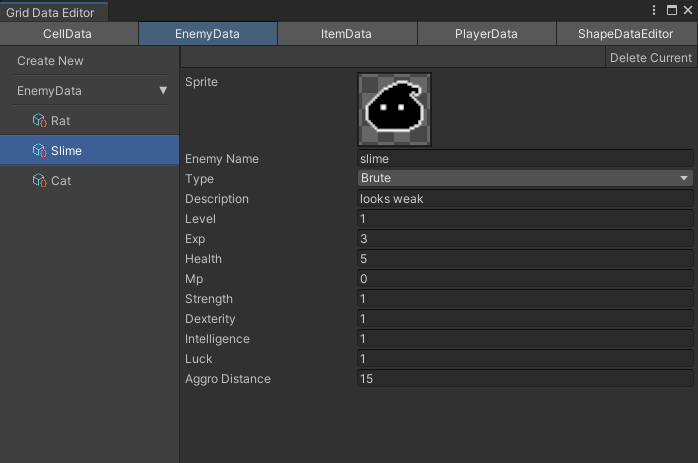 Grid Data Editor
CellData EnemyData ItemData PlayerData ShapeDataEditor
Create New
Delete Current
EnemyData
Rat
Slime
Cat
Sprite
Enemy Name slime
Type Brute
Description looks weak
Level 1
Exp 3
Health 5
Mp 0
Strength 1
Dexterity 1
Intelligence 1
Luck 1
Aggro Distance 15